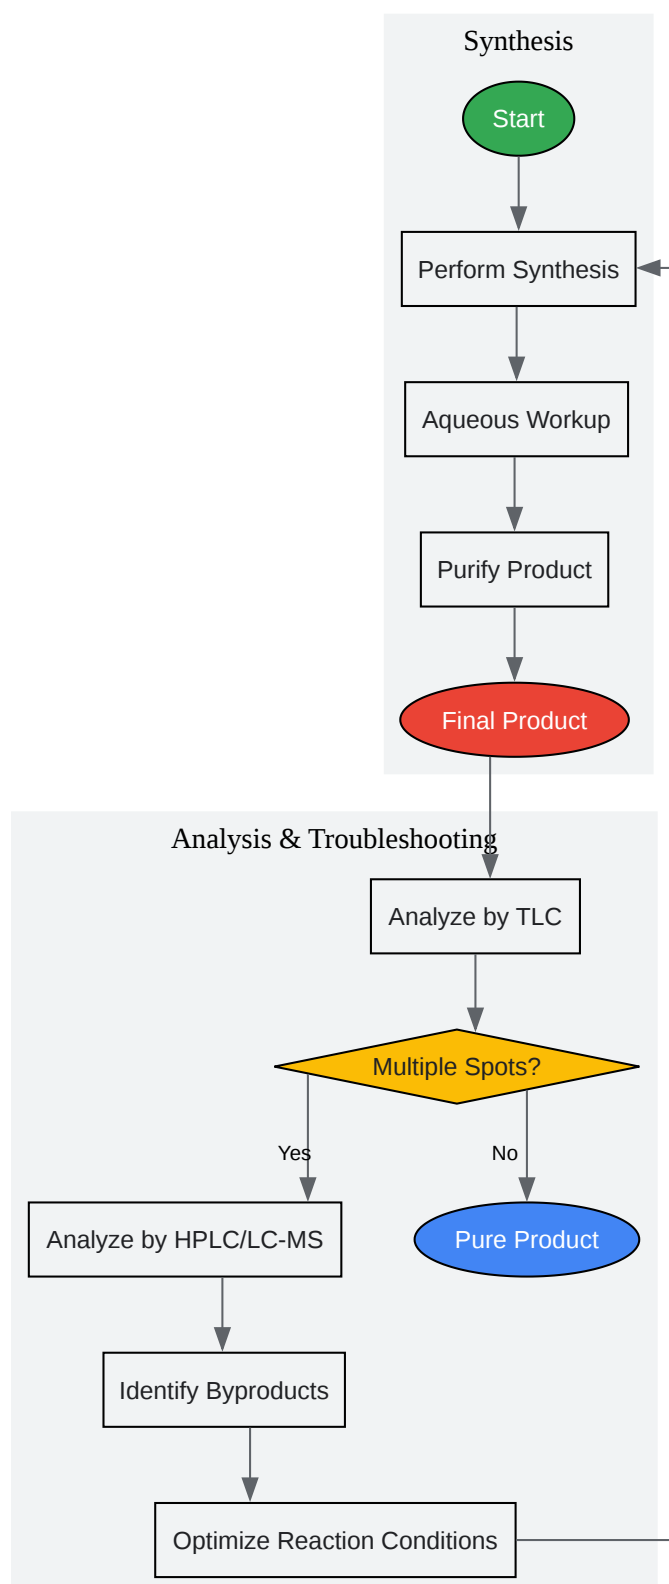 Synthesis
Start
Perform Synthesis
Aqueous Workup
Purify Product
Final Product
Analysis & Troubleshooting
Analyze by TLC
Multiple Spots?
Yes
No
Analyze by HPLC/LC-MS
Pure Product
Identify Byproducts
Optimize Reaction Conditions